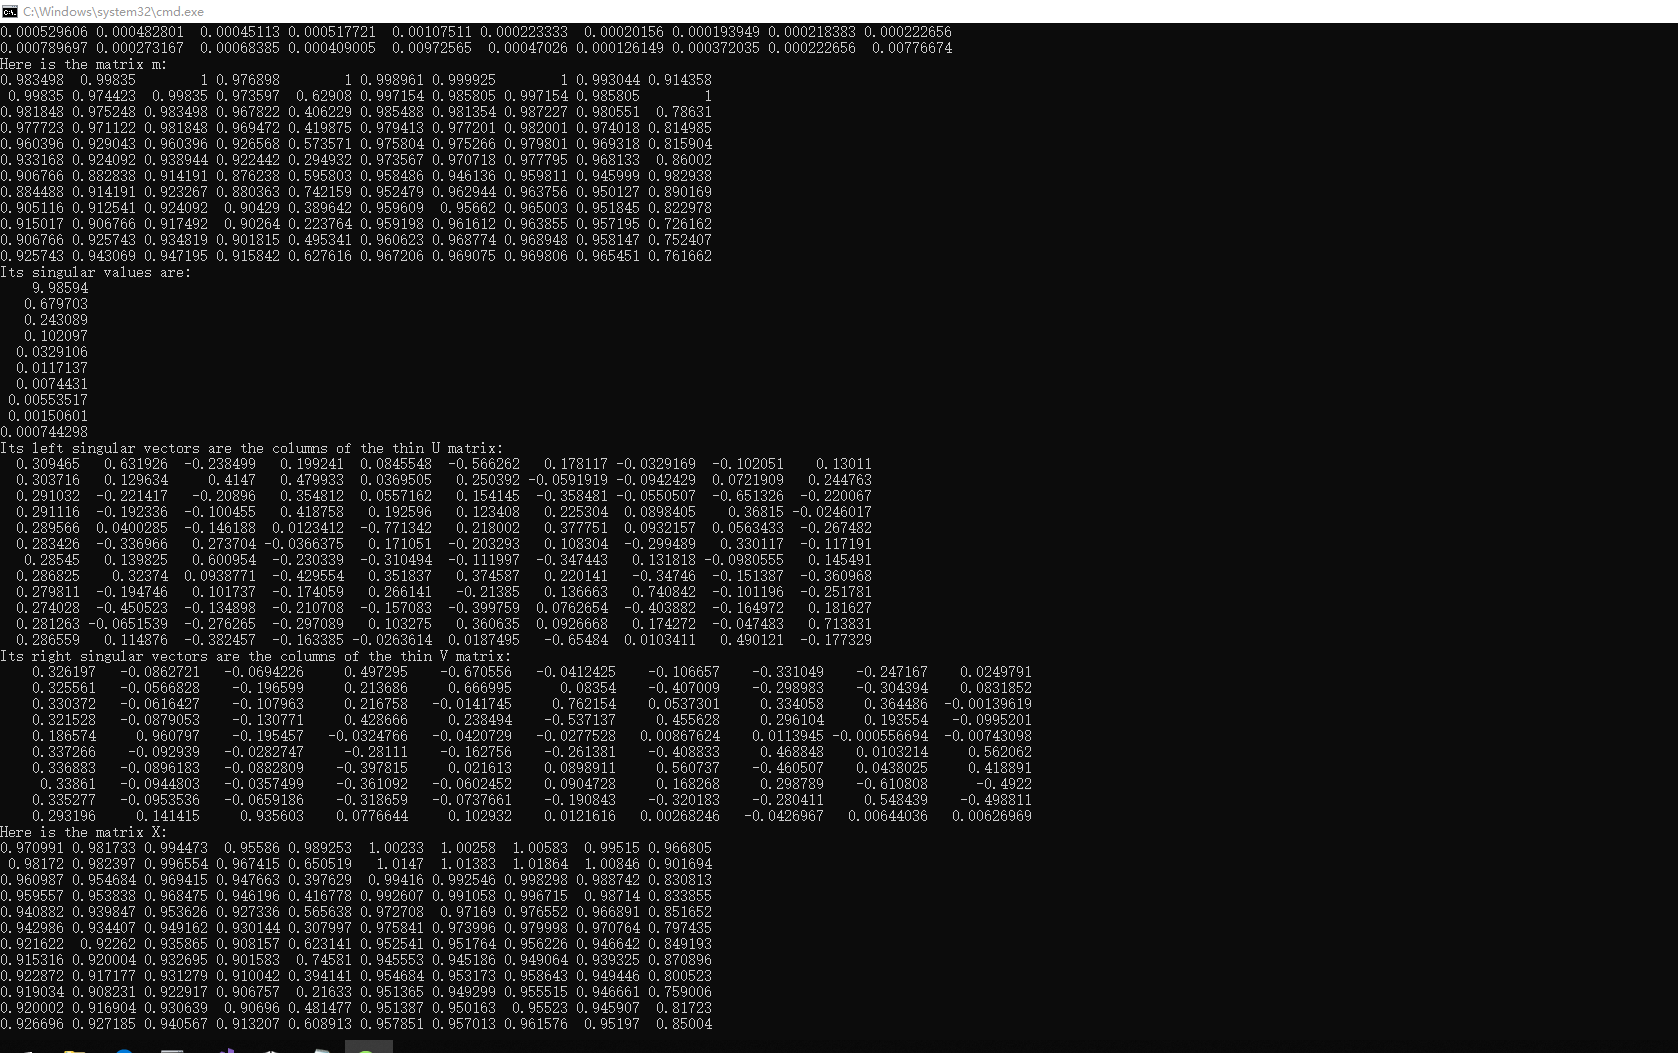 C:\Windows\system32\cmd.exe
0.000529606 0.000482801 0.00045113 0.000517721 0.00107511 0.000223333 0.00020156 0.000193949 0.000218383 0.000222656
0.000789697 0.000273167 0.00068385 0.000409005 0.00972565 0.00047026 0.000126149 0.000372035 0.000222656 0.00776674
Here is the matrix m:
0.983498 0.99835 1 0.976898 1 0.998961 0.999925 1 0.993044 0.914358
0.99835 0.974423 0.99835 0.973597 0.62908 0.997154 0.985805 0.997154 0.985805 1
0.981848 0.975248 0.983498 0.967822 0.406229 0.985488 0.981354 0.987227 0.980551 0.78631
0.977723 0.971122 0.981848 0.969472 0.419875 0.979413 0.977201 0.982001 0.974018 0.814985
0.960396 0.929043 0.960396 0.926568 0.573571 0.975804 0.975266 0.979801 0.969318 0.815904
0.933168 0.924092 0.938944 0.922442 0.294932 0.973567 0.970718 0.977795 0.968133 0.86002
0.906766 0.882838 0.914191 0.876238 0.595803 0.958486 0.946136 0.959811 0.945999 0.982938
0.884488 0.914191 0.923267 0.880363 0.742159 0.952479 0.962944 0.963756 0.950127 0.890169
0.905116 0.912541 0.924092 0.90429 0.389642 0.959609 0.95662 0.965003 0.951845 0.822978
0.915017 0.906766 0.917492 0.90264 0.223764 0.959198 0.961612 0.963855 0.957195 0.726162
0.906766 0.925743 0.934819 0.901815 0.495341 0.960623 0.968774 0.968948 0.958147 0.752407
0.925743 0.943069 0.947195 0.915842 0.627616 0.967206 0.969075 0.969806 0.965451 0.761662
Its singular values are:
9.98594
0.679703
0.243089
0.102097
0.0329106
0.0117137
0.0074431
0.00553517
0.00150601
0.000744298
Its left singular vectors are the columns of the thin U matrix:
0.309465 0.631926 -0.238499 0.199241 0.0845548 -0.566262 0.178117 -0.0329169 -0.102051 0.13011
0.303716 0.129634 0.4147 0.479933 0.0369505 0.250392 -0.0591919 -0.0942429 0.0721909 0.244763
0.291032 -0.221417 -0.20896 0.354812 0.0557162 0.154145 -0.358481 -0.0550507 -0.651326 -0.220067
0.291116 -0.192336 -0.100455 0.418758 0.192596 0.123408 0.225304 0.0898405 0.36815 -0.0246017
0.289566 0.0400285 -0.146188 0.0123412 -0.771342 0.218002 0.377751 0.0932157 0.0563433 -0.267482
0.283426 -0.336966 0.273704 -0.0366375 0.171051 -0.203293 0.108304 -0.299489 0.330117 -0.117191
0.28545 0.139825 0.600954 -0.230339 -0.310494 -0.111997 -0.347443 0.131818 -0.0980555 0.145491
0.286825 0.32374 0.0938771 -0.429554 0.351837 0.374587 0.220141 -0.34746 -0.151387 -0.360968
0.279811 -0.194746 0.101737 -0.174059 0.266141 -0.21385 0.136663 0.740842 -0.101196 -0.251781
0.274028 -0.450523 -0.134898 -0.210708 -0.157083 -0.399759 0.0762654 -0.403882 -0.164972 0.181627
0.281263 -0.0651539 -0.276265 -0.297089 0.103275 0.360635 0.0926668 0.174272 -0.047483 0.713831
0.286559 0.114876 -0.382457 -0.163385 -0.0263614 0.0187495 -0.65484 0.0103411 0.490121 -0.177329
Its right singular vectors are the columns of the thin V matrix:
0.326197 -0.0862721 -0.0694226 0.497295 -0.670556 -0.0412425 -0.106657 -0.331049 -0.247167 0.0249791
0.325561 -0.0566828 -0.196599 0.213686 0.666995 0.08354 -0.407009 -0.298983 -0.304394 0.0831852
0.330372 -0.0616427 -0.107963 0.216758 -0.0141745 0.762154 0.0537301 0.334058 0.364486 -0.00139619
0.321528 -0.0879053 -0.130771 0.428666 0.238494 -0.537137 0.455628 0.296104 0.193554 -0.0995201
0.186574 0.960797 -0.195457 -0.0324766 -0.0420729 -0.0277528 0.00867624 0.0113945 -0.000556694 -0.00743098
0.337266 -0.092939 -0.0282747 -0.28111 -0.162756 -0.261381 -0.408833 0.468848 0.0103214 0.562062
0.336883 -0.0896183 -0.0882809 -0.397815 0.021613 0.0898911 0.560737 -0.460507 0.0438025 0.418891
0.33861 -0.0944803 -0.0357499 -0.361092 -0.0602452 0.0904728 0.168268 0.298789 -0.610808 -0.4922
0.335277 -0.0953536 -0.0659186 -0.318659 -0.0737661 -0.190843 -0.320183 -0.280411 0.548439 -0.498811
0.293196 0.141415 0.935603 0.0776644 0.102932 0.0121616 0.00268246 -0.0426967 0.00644036 0.00626969
Here is the matrix X:
0.970991 0.981733 0.994473 0.95586 0.989253 1.00233 1.00258 1.00583 0.99515 0.966805
0.98172 0.982397 0.996554 0.967415 0.650519 1.0147 1.01383 1.01864 1.00846 0.901694
0.960987 0.954684 0.969415 0.947663 0.397629 0.99416 0.992546 0.998298 0.988742 0.830813
0.959557 0.953838 0.968475 0.946196 0.416778 0.992607 0.991058 0.996715 0.98714 0.833855
0.940882 0.939847 0.953626 0.927336 0.565638 0.972708 0.97169 0.976552 0.966891 0.851652
0.942986 0.934407 0.949162 0.930144 0.307997 0.975841 0.973996 0.979998 0.970764 0.797435
0.921622 0.92262 0.935865 0.908157 0.623141 0.952541 0.951764 0.956226 0.946642 0.849193
0.915316 0.920004 0.932695 0.901583 0.74581 0.945553 0.945186 0.949064 0.939325 0.870896
0.922872 0.917177 0.931279 0.910042 0.394141 0.954684 0.953173 0.958643 0.949446 0.800523
0.919034 0.908231 0.922917 0.906757 0.21633 0.951365 0.949299 0.955515 0.946661 0.759006
0.920002 0.916904 0.930639 0.90696 0.481477 0.951387 0.950163 0.95523 0.945907 0.81723
0.926696 0.927185 0.940567 0.913207 0.608913 0.957851 0.957013 0.961576 0.95197 0.85004